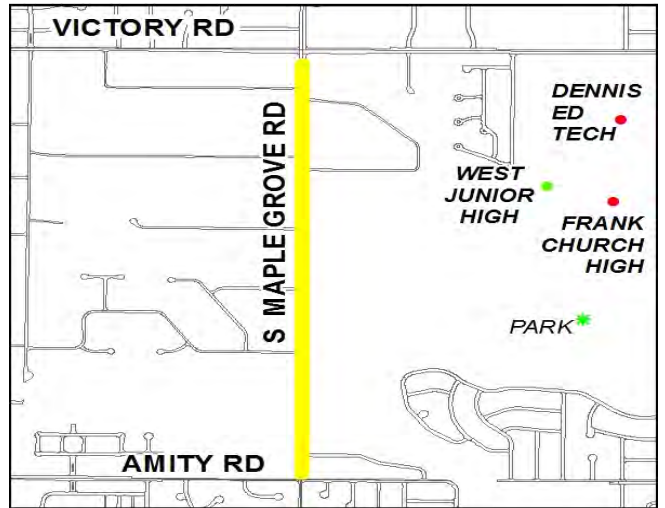 VICTORY RD
DENNIS
ED
TECH
S MAPLE GROVE RD
WEST
JUNIOR
HIGH
FRANK
CHURCH
HIGH
PARK
AMITY RD